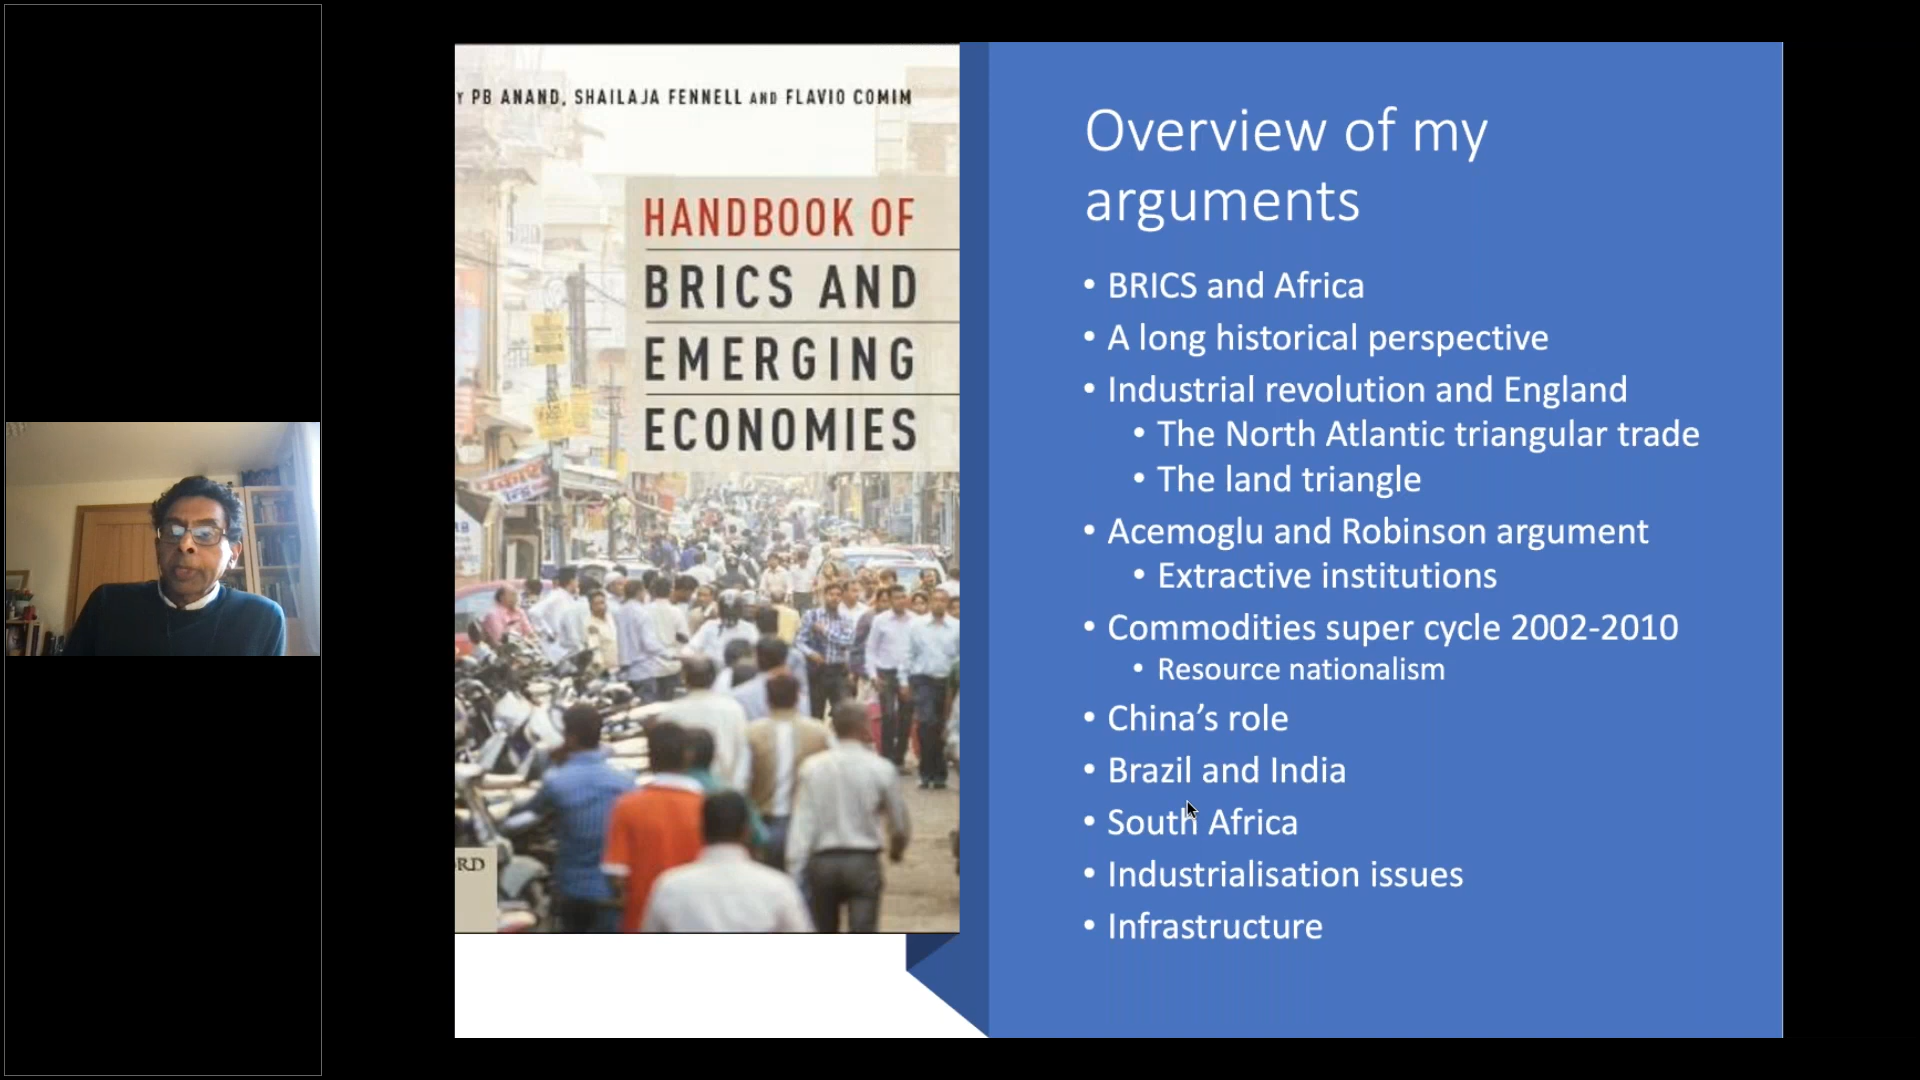 Y PB ANAND, SHAILAJA FENNELL AND FLAVIO COMIM
HANDBOOK OF
BRICS AND
EMERGING
ECONOMIES
RD
Overview of my
arguments
• BRICS and Africa
• A long historical perspective
• Industrial revolution and England
• The North Atlantic triangular trade
• The land triangle
• Acemoglu and Robinson argument
• Extractive institutions
• Commodities super cycle 2002-2010
• Resource nationalism
• China’s role
• Brazil and India
• South Africa
• Industrialisation issues
• Infrastructure